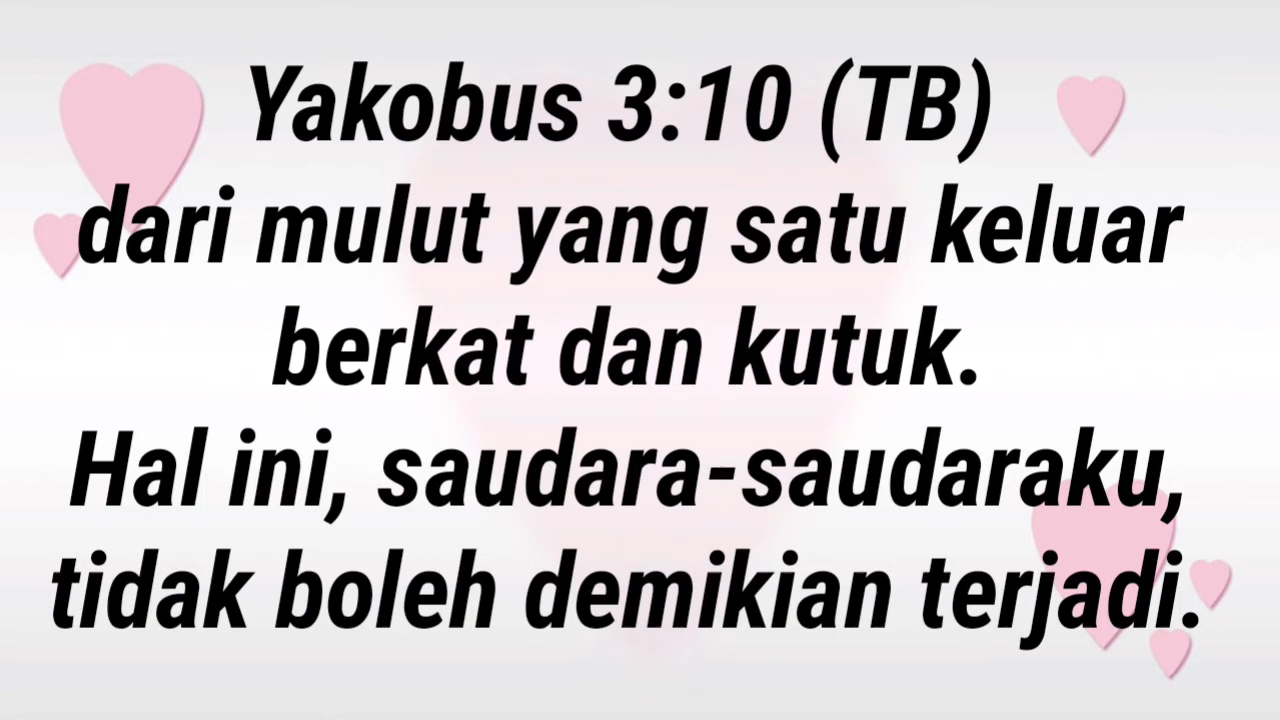 Yakobus 3:10 (TB)
dari mulut yang satu keluar
berkat dan kutuk.
Hal ini, saudara-saudaraku,
tidak boleh demikian terjadi.